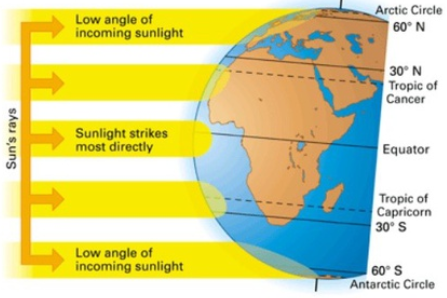 Arctic Circle
60° N
Low angle of
incoming sunlight
30° N
Tropic of
Cancer
Sun's rays
Sunlight strikes
most directly
Equator
Tropic of
Capricorn
30° S
Low angle of
incoming sunlight
60° S
Antarctic Circle